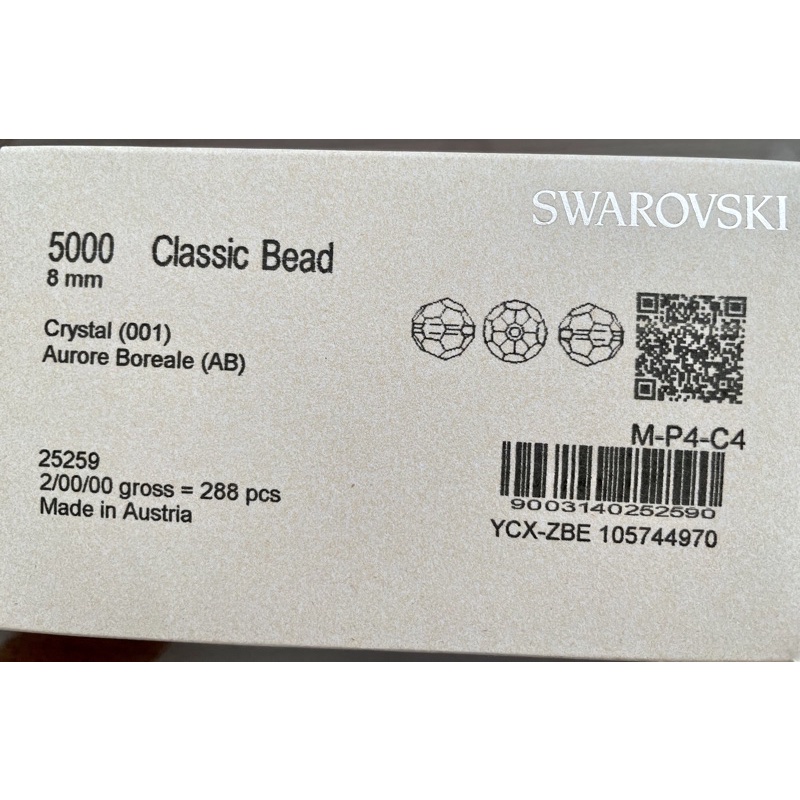 SWAROVSKI
5000 Classic Bead
8 mm
Crystal (001)
Aurore Boreale (AB)
M-P4-C4
25259
2/00/00 gross = 288 pcs
Made in Austria
9003140252590
YCX-ZBE 105744970